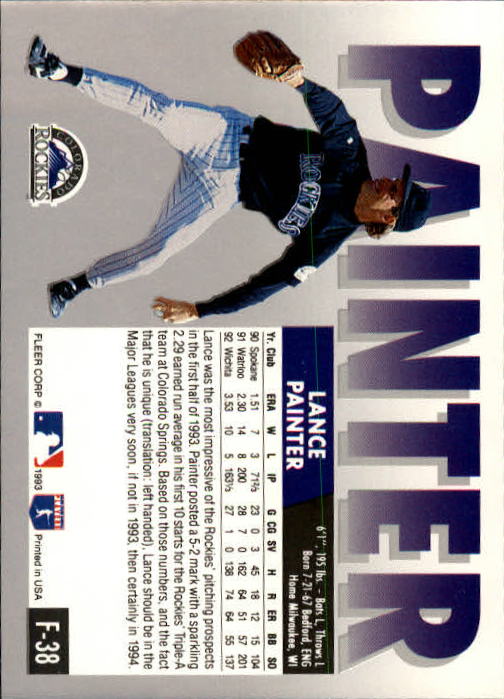 PAINTER
LANCE
PAINTER
6'1", 195 lbs – Bats L, Throws L
Born 7-21-67 Bedford, ENG
Home Milwaukee, WI
Yr. Club ERA W L IP G CG SV H R ER BB SO
90 Spokane 1.51 7 3 71⅔ 23 0 3 45 18 12 15 104
91 Watrloo 2.30 14 8 200 28 7 0 162 64 51 57 201
92 Wichita 3.53 10 5 163⅓ 27 1 0 138 74 64 55 137
Lance was the most impressive of the Rockies' pitching prospects
in the first half of 1993. Painter posted a 5-2 mark with a sparkling
2.29 earned run average in his first 10 starts for the Rockies' Triple-A
team at Colorado Springs. Based on those numbers, and the fact
that he is unique (translation: left handed), Lance should be in the
Major Leagues very soon, if not in 1993, then certainly in 1994.
ROCKIES
COLORADO
ROCKIES
FLEER CORP © 1993 Printed in USA
F-38